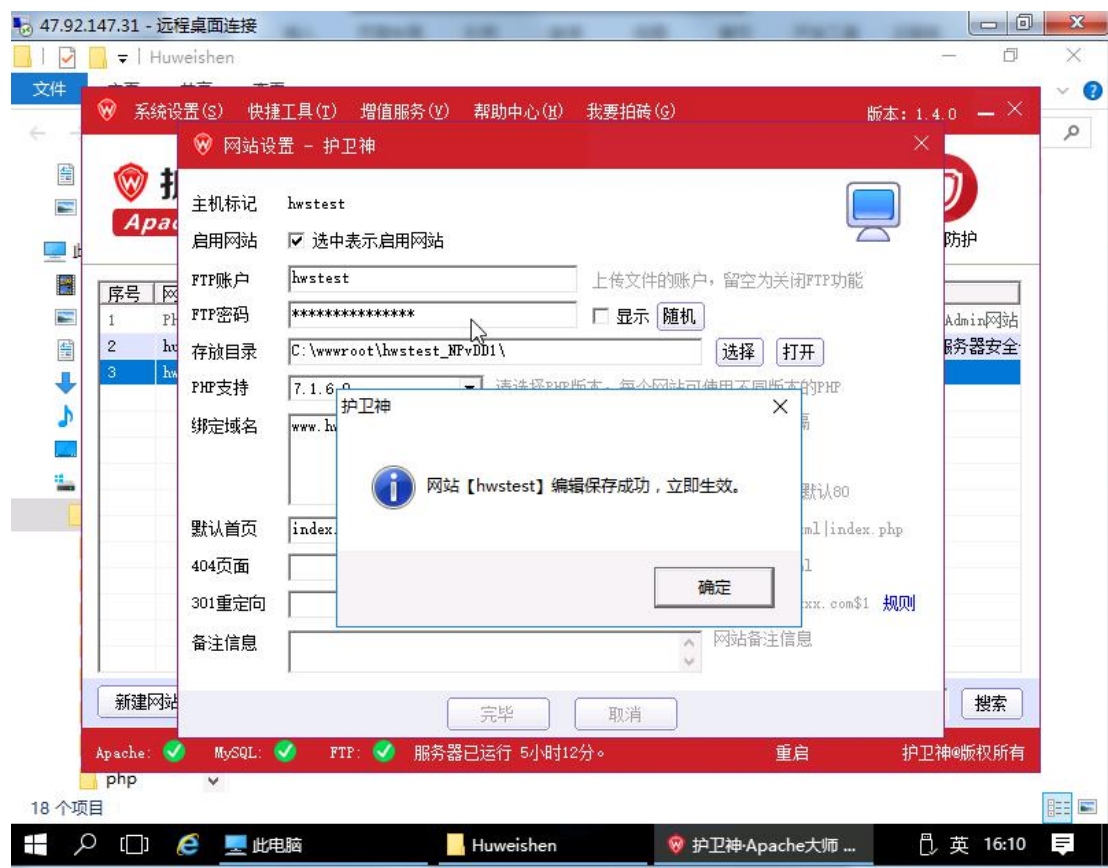 47.92.147.31 - 远程桌面连接
Huweishen
文件
系统设置(S) 快捷工具(T) 增值服务(V) 帮助中心(H) 我要拍砖(G) 版本: 1.4.0
网站设置 - 护卫神
主机标记 hwstest
启用网站 选中表示启用网站
防护
FTP账户 hwstest 上传文件的账户，留空为关闭FTP功能
序号
FTP密码 *************** 显示 随机
1 Admin网站
存放目录 C:\wwwroot\hwstest_NPvDD1\ 选择 打开
2 服务器安全
3
PHP支持 7.1.6
护卫神
绑定域名
网站【hwstest】编辑保存成功，立即生效。
默认80
默认首页 index. |index.php
404页面
确定
301重定向 xx.com$1 规则
备注信息 网站备注信息
新建网站 搜索
完毕 取消
Apache: MySQL: FTP: 服务器已运行 5小时12分。 重启 护卫神©版权所有
php
18 个项目
此电脑 Huweishen 护卫神·Apache大师 ... 英 16:10